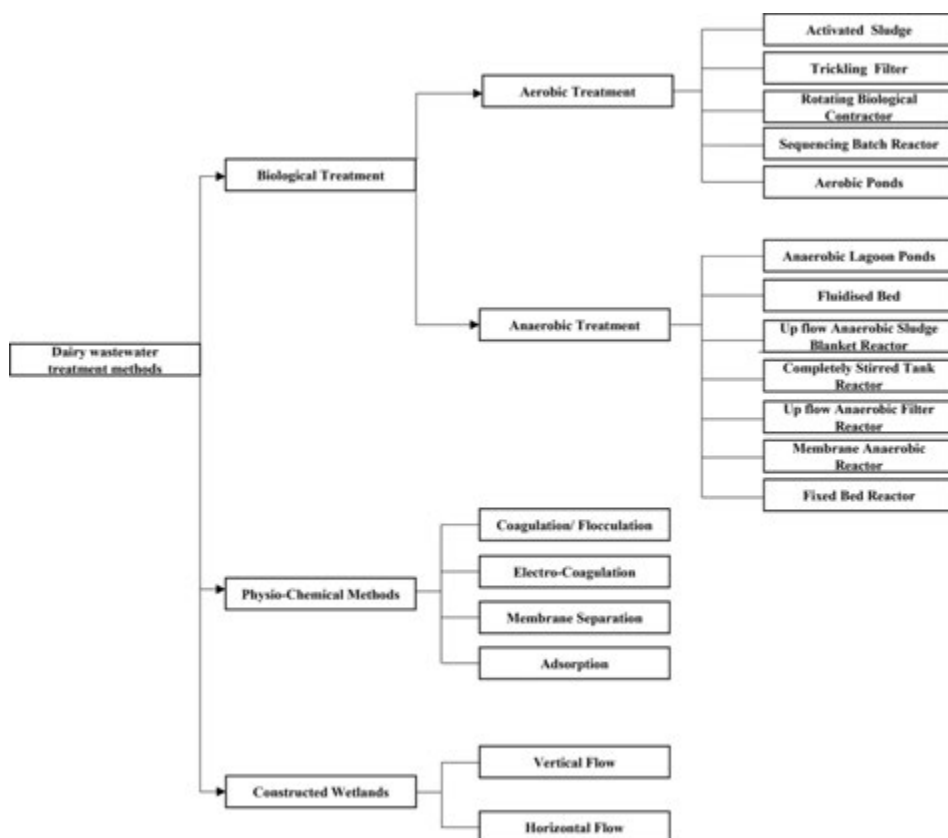 Activated Sludge
Trickling Filter
Aerobic Treatment
Rotating Biological
Contractor
Sequencing Batch Reactor
Biological Treatment
Aerobic Ponds
Anaerobic Lagoon Ponds
Fluidised Bed
Anaerobic Treatment
Up flow Anaerobic Sludge
Blanket Reactor
Dairy wastewater
treatment methods
Completely Stirred Tank
Reactor
Up flow Anaerobic Filter
Reactor
Membrane Anaerobic
Reactor
Fixed Bed Reactor
Coagulation/ Flocculation
Electro-Coagulation
Physio-Chemical Methods
Membrane Separation
Adsorption
Vertical Flow
Constructed Wetlands
Horizontal Flow